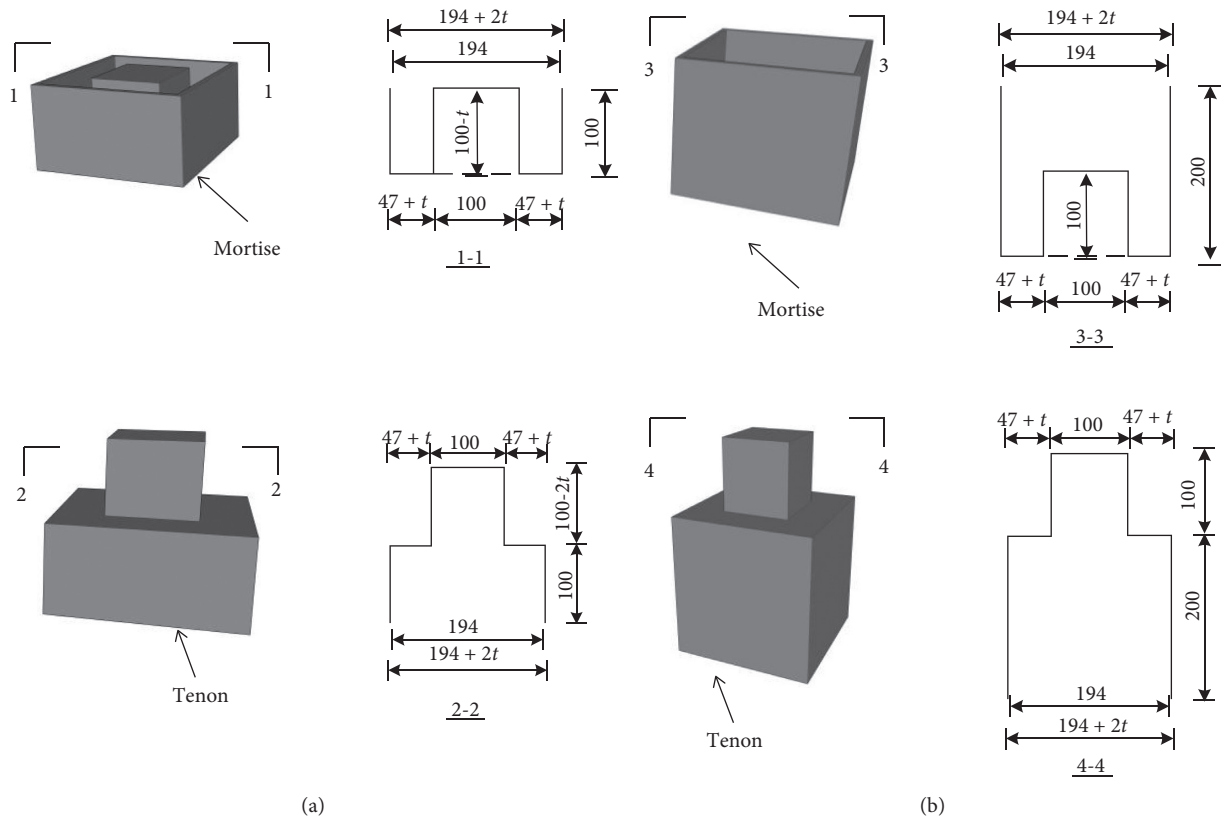 1
1
Mortise
194 + 2t
194
100-t
100
47 + t
100
47 + t
1-1
3
3
Mortise
194 + 2t
194
200
100
47 + t
100
47 + t
3-3
2
2
Tenon
47 + t
100
47 + t
100-2t
100
194
194 + 2t
2-2
4
4
Tenon
47 + t
100
47 + t
100
200
194
194 + 2t
4-4
(a)
(b)